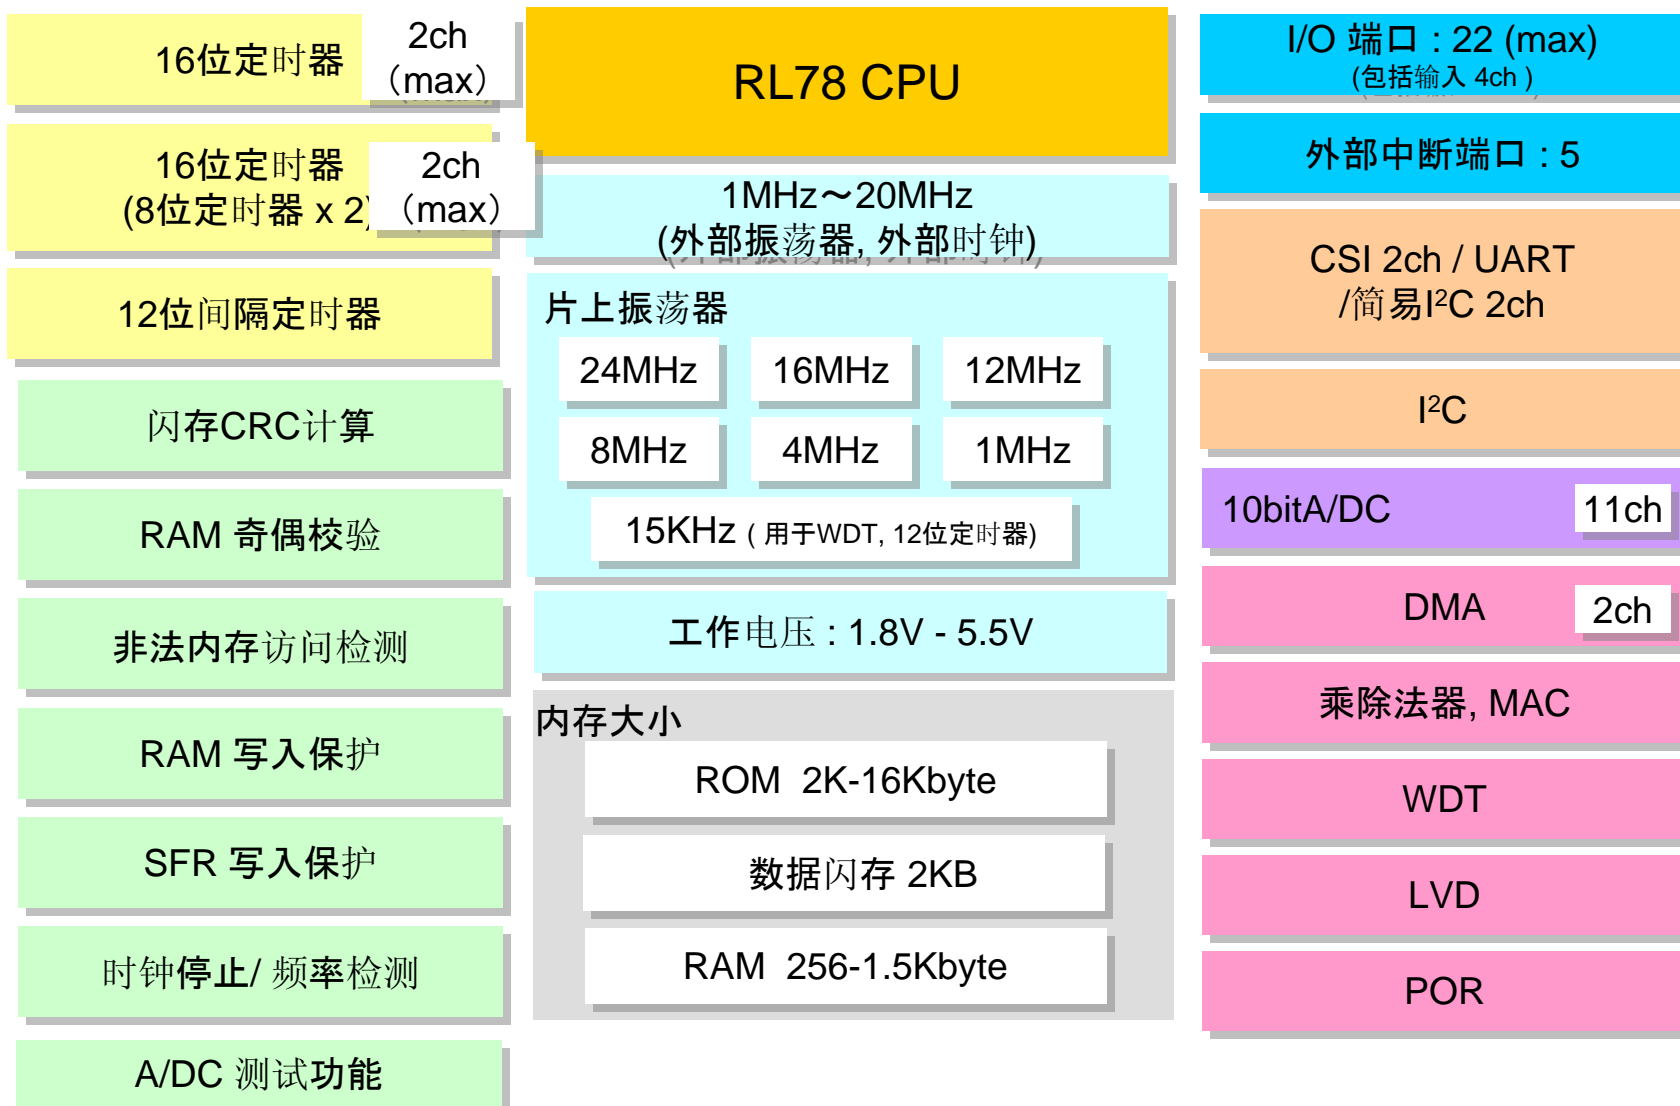 16位定时器
2ch
（max）
16位定时器
(8位定时器 x 2)
2ch
（max）
12位间隔定时器
闪存CRC计算
RAM 奇偶校验
非法内存访问检测
RAM 写入保护
SFR 写入保护
时钟停止/ 频率检测
A/DC 测试功能
RL78 CPU
1MHz～20MHz
(外部振荡器, 外部时钟)
片上振荡器
24MHz
16MHz
12MHz
8MHz
4MHz
1MHz
15KHz ( 用于WDT, 12位定时器)
工作电压 : 1.8V - 5.5V
内存大小
ROM 2K-16Kbyte
数据闪存 2KB
RAM 256-1.5Kbyte
I/O 端口 : 22 (max)
(包括输入 4ch )
外部中断端口 : 5
CSI 2ch / UART
/简易I²C 2ch
I²C
10bitA/DC
11ch
DMA
2ch
乘除法器, MAC
WDT
LVD
POR